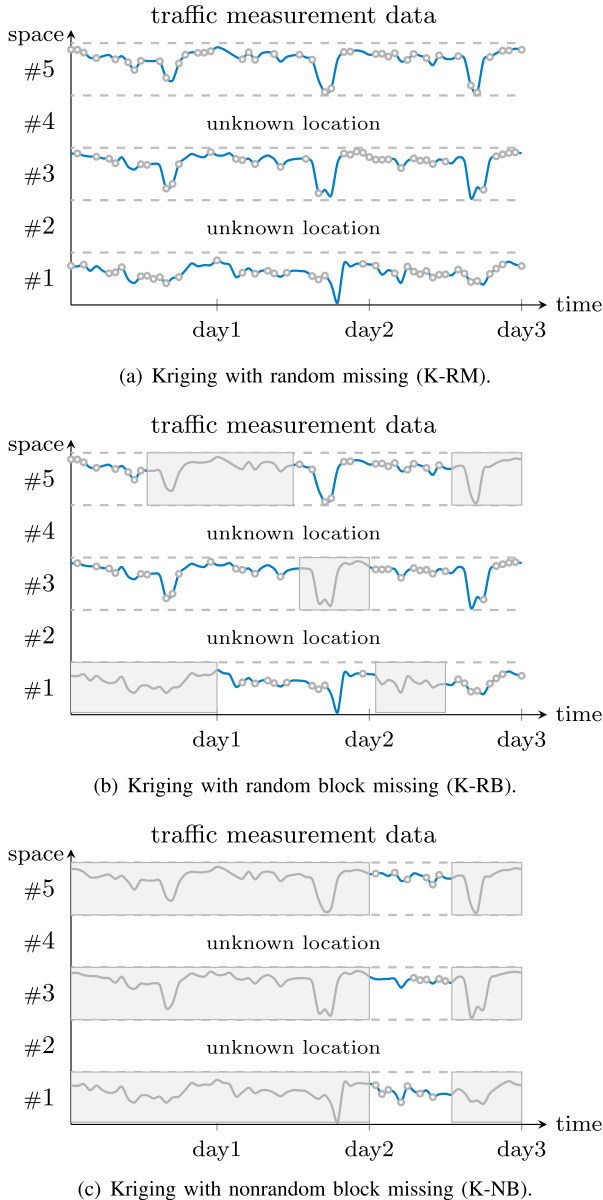 traffic measurement data
space
#5
#4 unknown location
#3
#2 unknown location
#1
time
day1 day2 day3
(a) Kriging with random missing (K-RM).
traffic measurement data
space
#5
#4 unknown location
#3
#2 unknown location
#1
time
day1 day2 day3
(b) Kriging with random block missing (K-RB).
traffic measurement data
space
#5
#4 unknown location
#3
#2 unknown location
#1
time
day1 day2 day3
(c) Kriging with nonrandom block missing (K-NB).